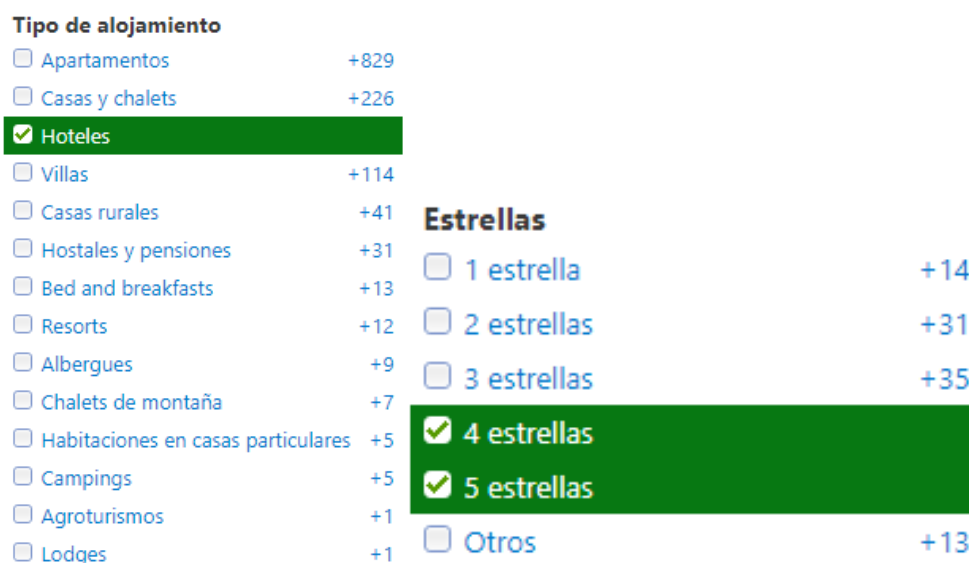 Tipo de alojamiento
Apartamentos +829
Casas y chalets +226
Hoteles
Villas +114
Casas rurales +41
Hostales y pensiones +31
Bed and breakfasts +13
Resorts +12
Albergues +9
Chalets de montaña +7
Habitaciones en casas particulares +5
Campings +5
Agroturismos +1
Lodges +1
Estrellas
1 estrella +14
2 estrellas +31
3 estrellas +35
4 estrellas
5 estrellas
Otros +13